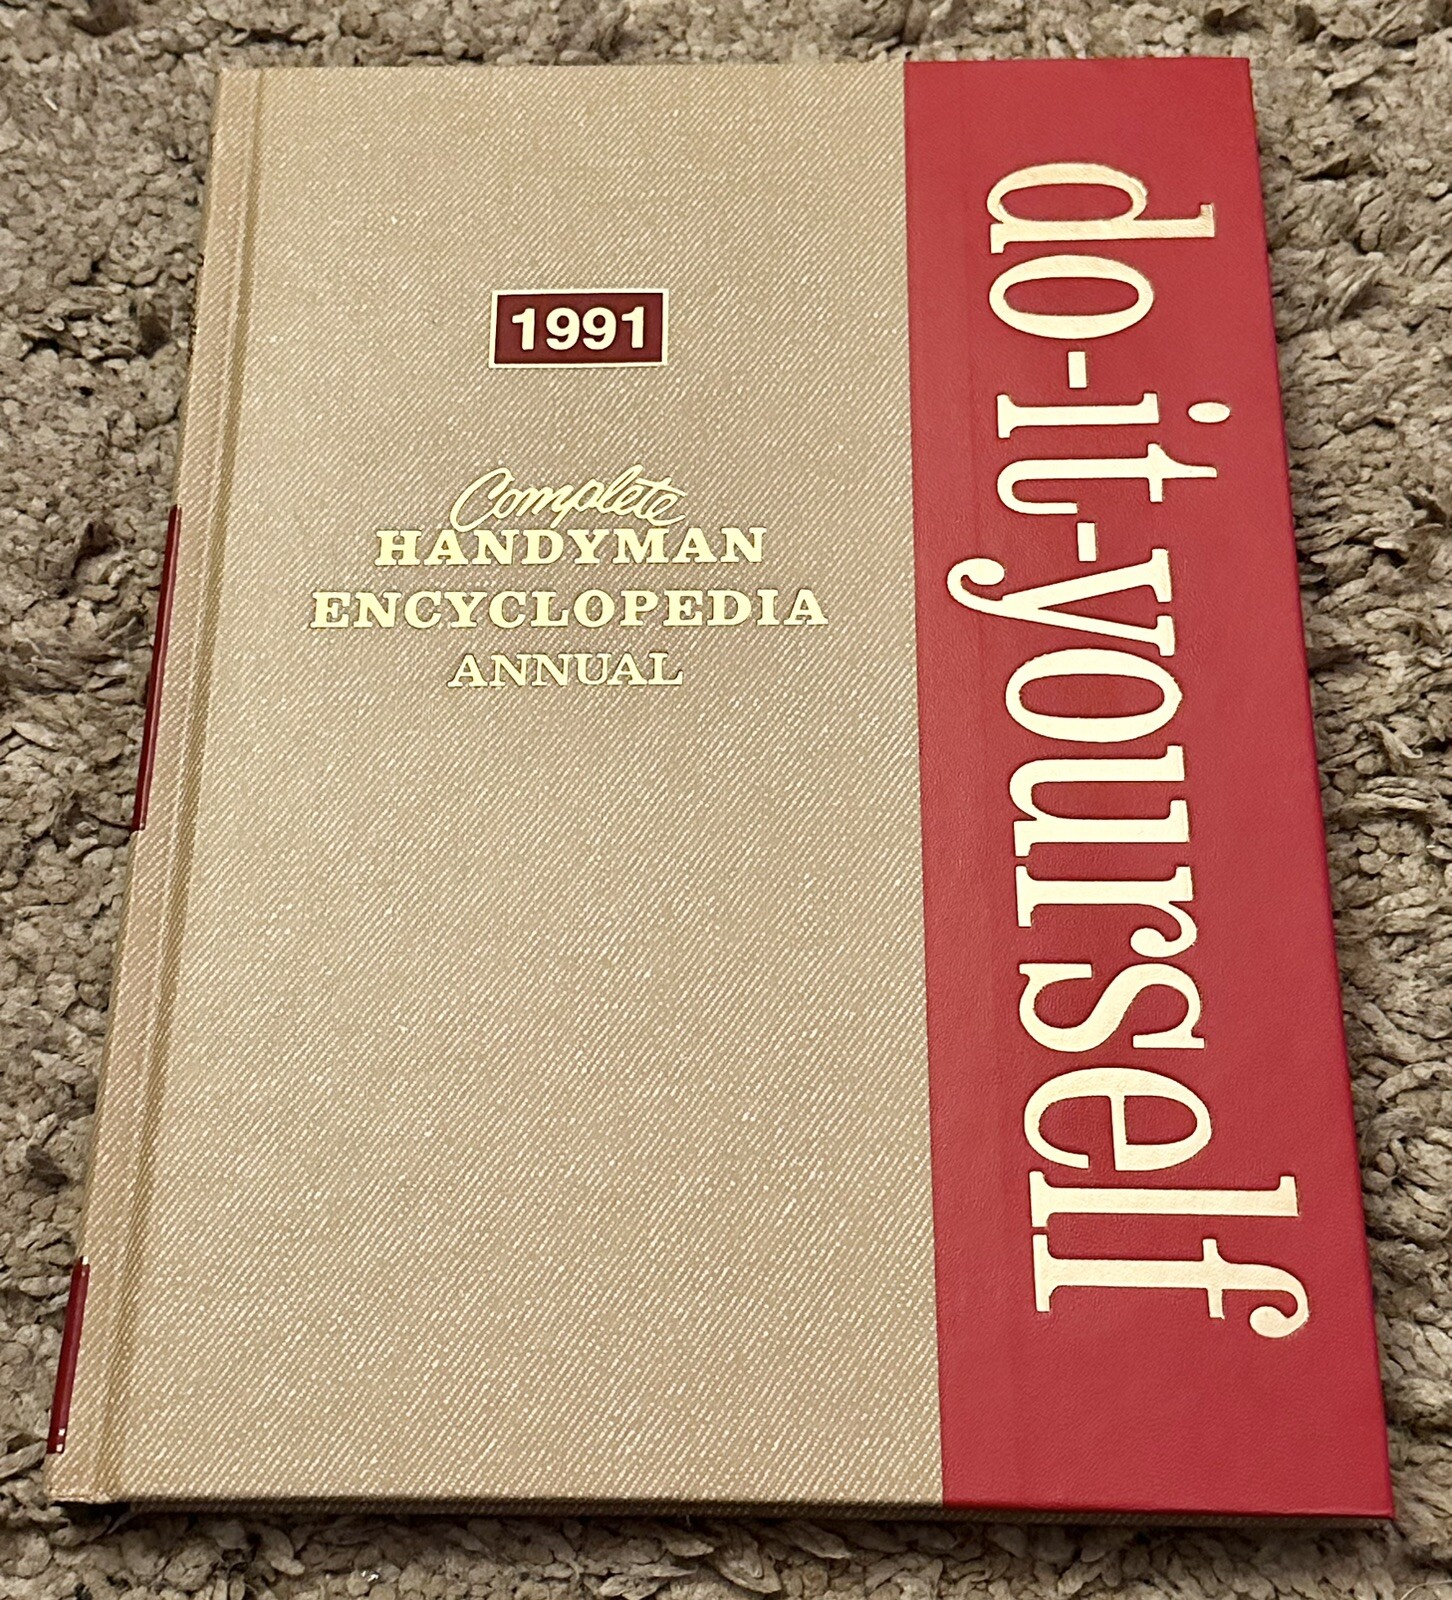 1991
Complete
HANDYMAN
ENCYCLOPEDIA
ANNUAL
do-it-yourself